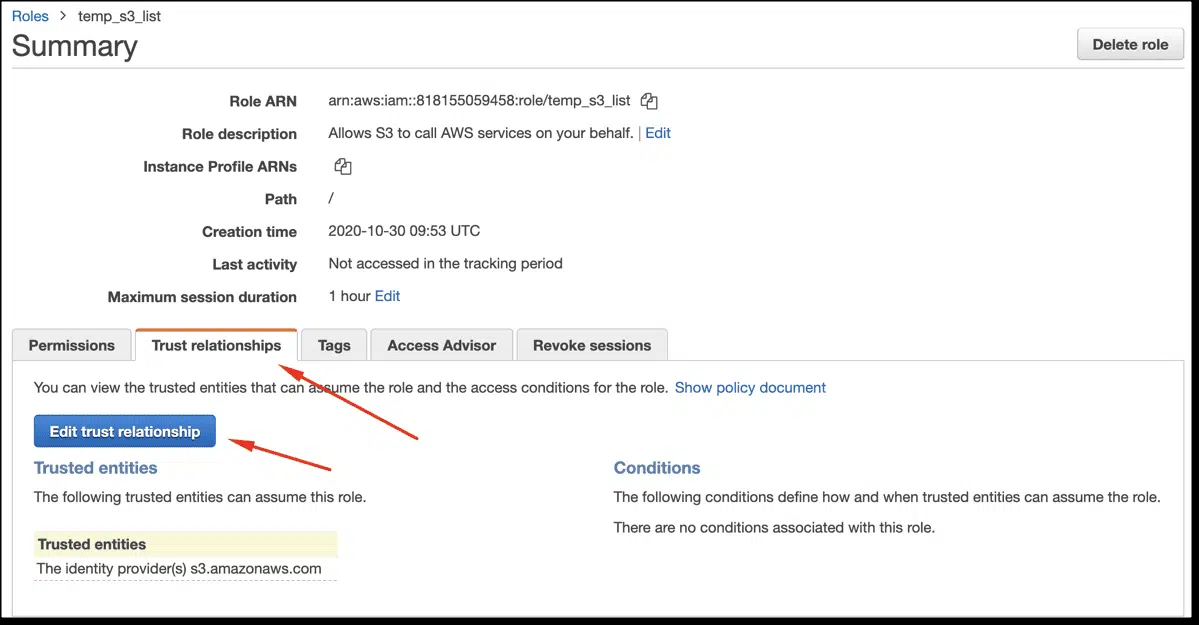 Roles > temp_s3_list
Summary
Delete role
Role ARN arn:aws:iam::818155059458:role/temp_s3_list
Role description Allows S3 to call AWS services on your behalf. | Edit
Instance Profile ARNs
Path /
Creation time 2020-10-30 09:53 UTC
Last activity Not accessed in the tracking period
Maximum session duration 1 hour Edit
Permissions Trust relationships Tags Access Advisor Revoke sessions
You can view the trusted entities that can assume the role and the access conditions for the role. Show policy document
Edit trust relationship
Trusted entities
The following trusted entities can assume this role.
Trusted entities
The identity provider(s) s3.amazonaws.com
Conditions
The following conditions define how and when trusted entities can assume the role.
There are no conditions associated with this role.